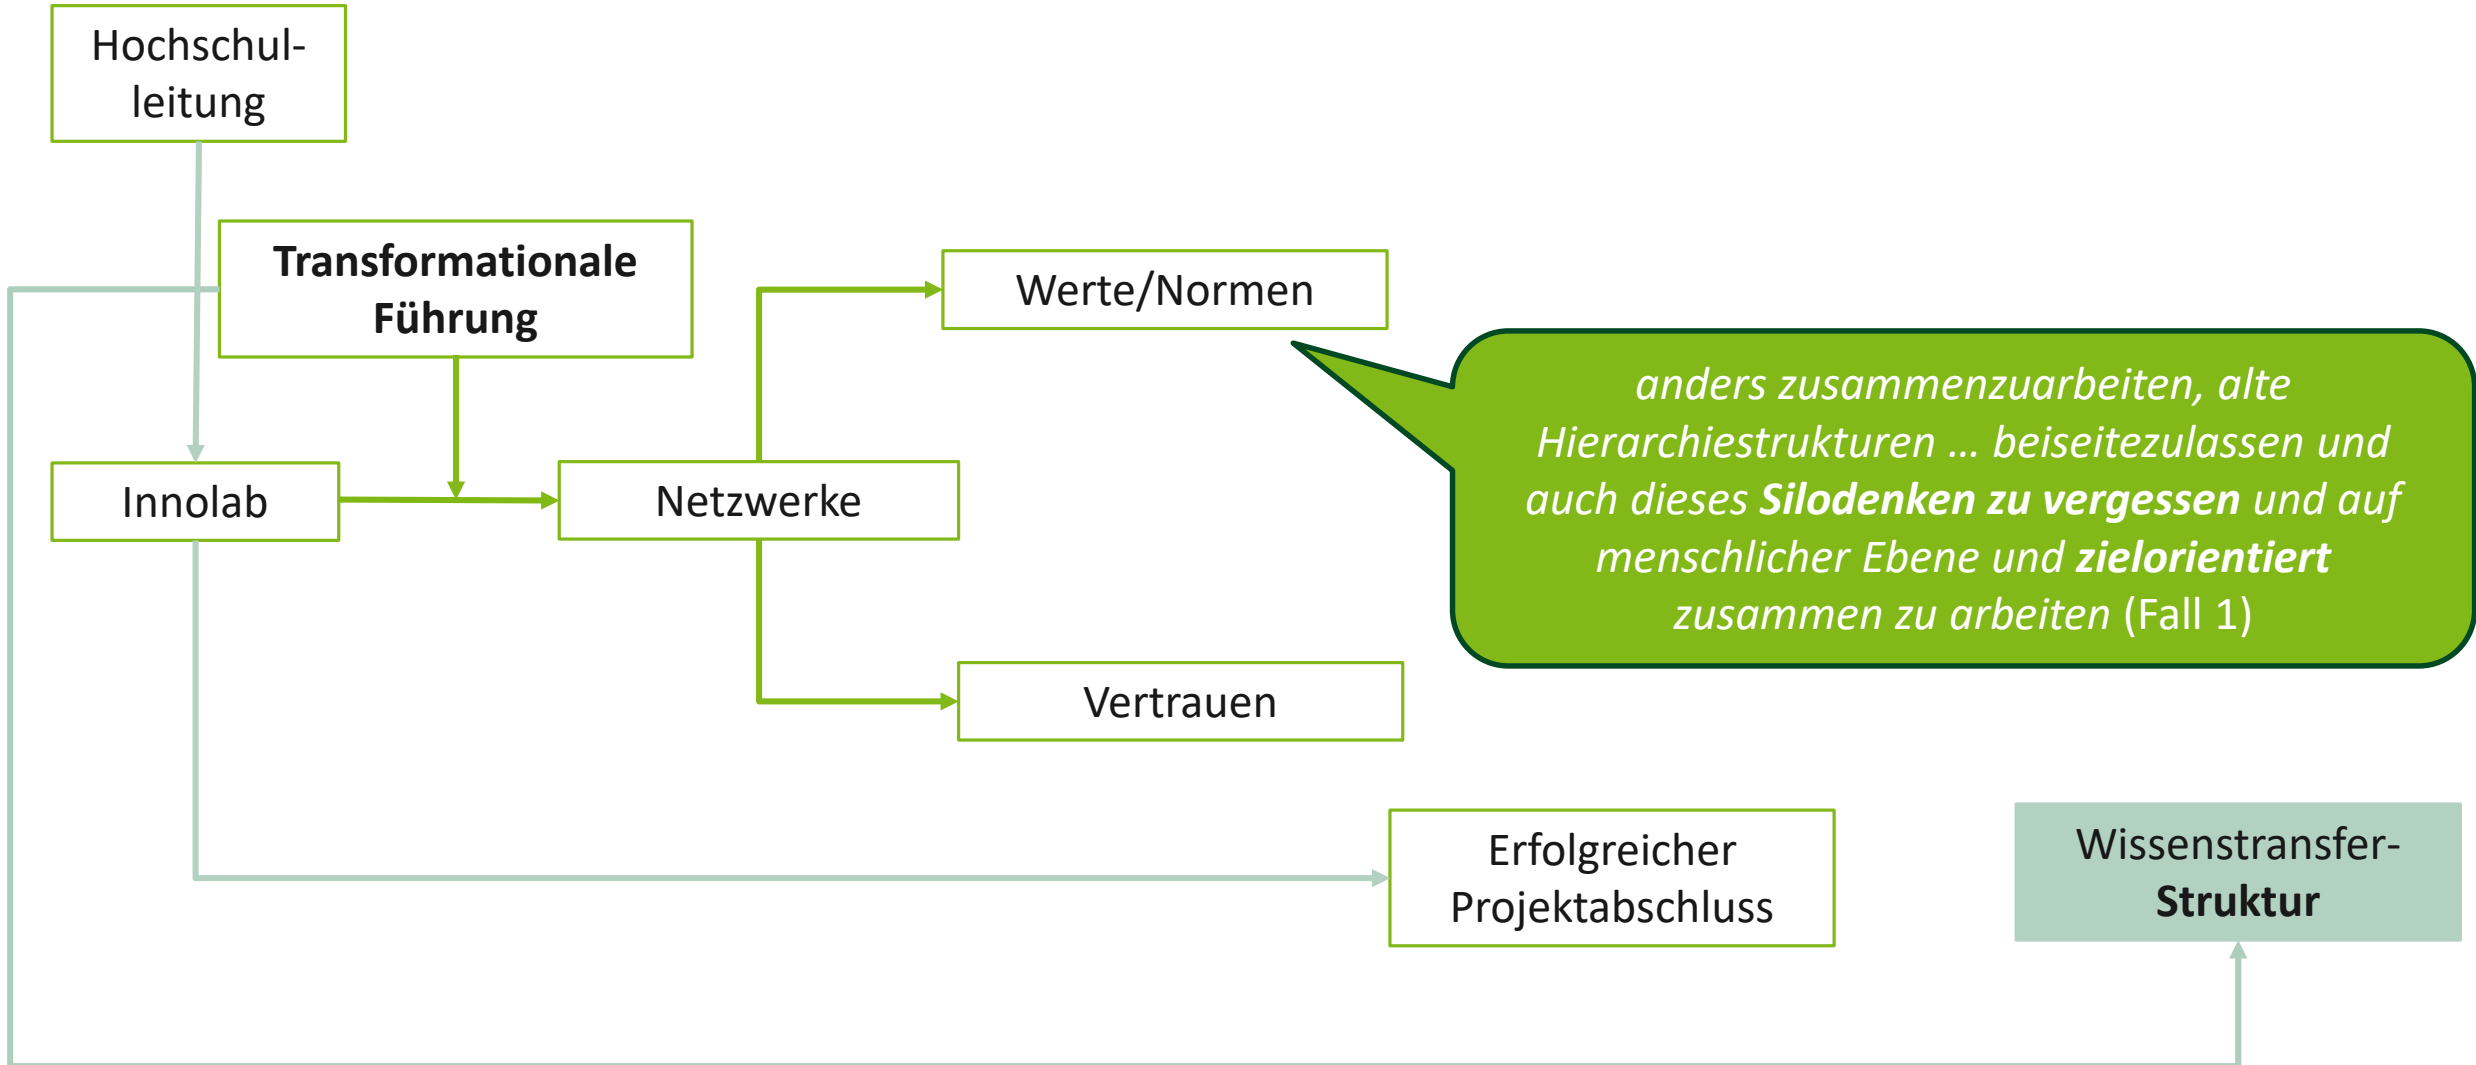 Hochschul-
leitung
Transformationale
Führung
Werte/Normen
anders zusammenzuarbeiten, alte
Hierarchiestrukturen ... beiseitezulassen und
auch dieses Silodenken zu vergessen und auf
menschlicher Ebene und zielorientiert
zusammen zu arbeiten (Fall 1)
Innolab
Netzwerke
Vertrauen
Erfolgreicher
Projektabschluss
Wissenstransfer-
Struktur